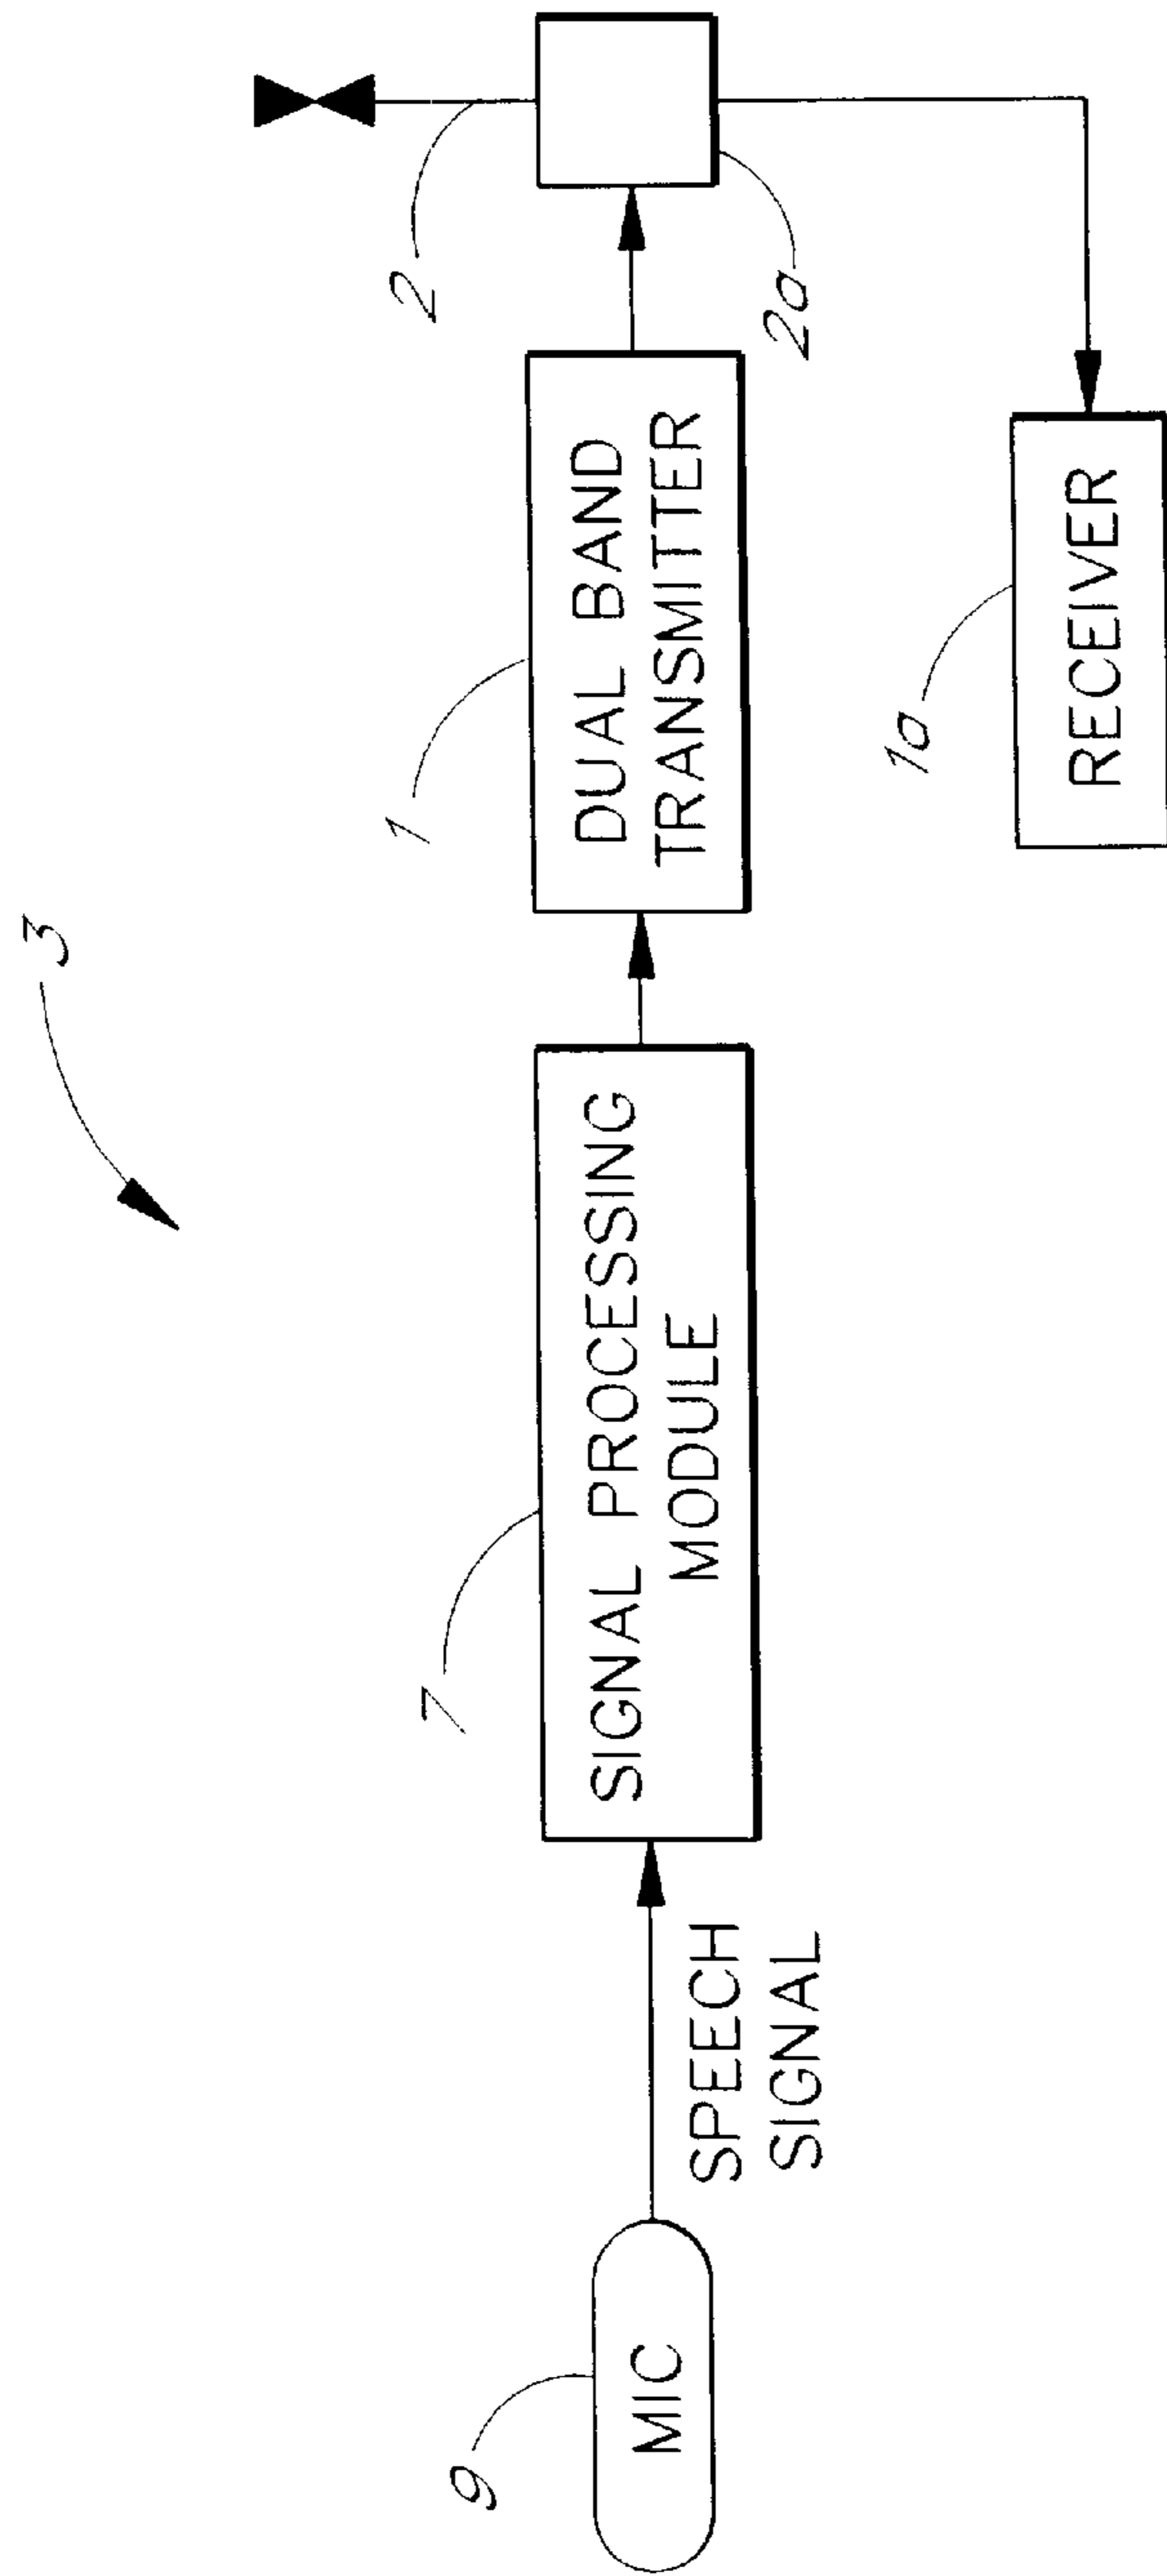 3
9
MIC
SPEECH
SIGNAL
7
SIGNAL PROCESSING
MODULE
1
DUAL BAND
TRANSMITTER
2
2a
1a
RECEIVER